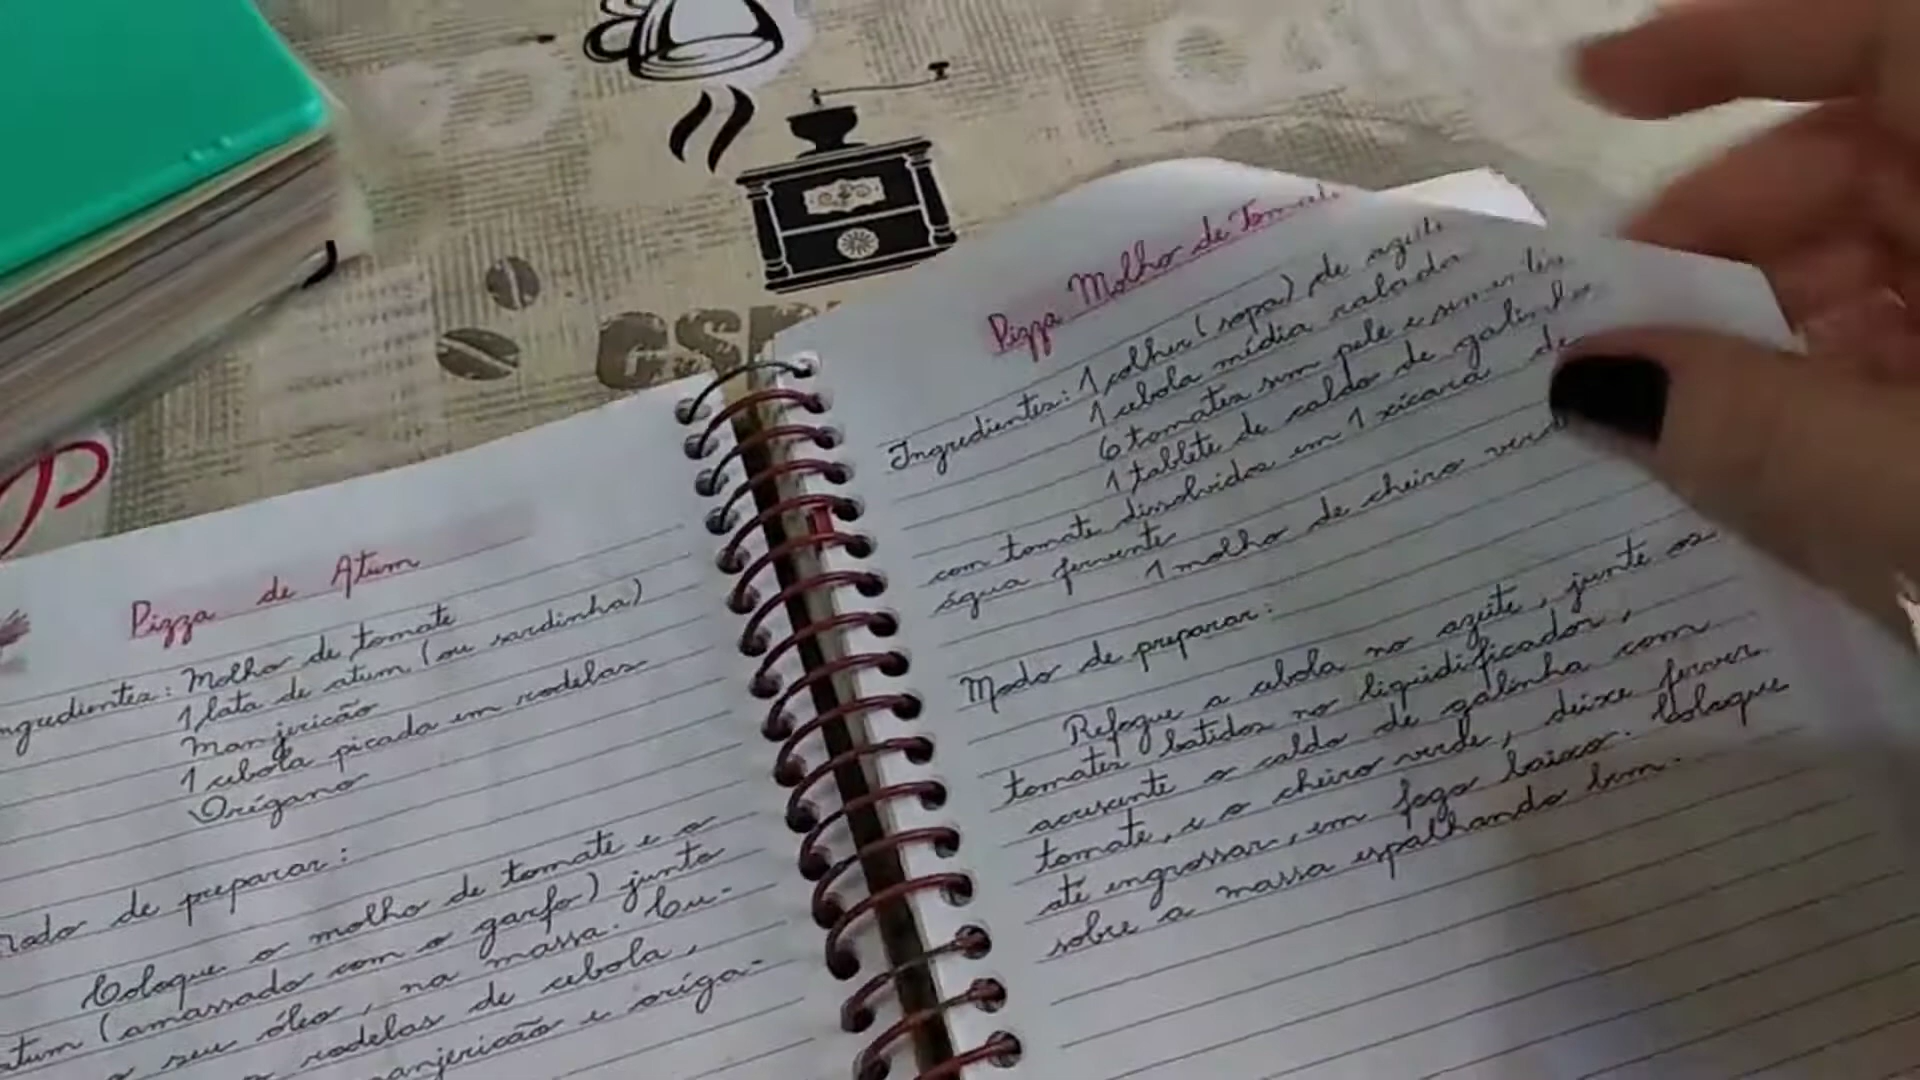 Pizza de Atum
Ingredientes: Molho de tomate
1 lata de atum (ou sardinha)
Manjericão
1 cebola picada em rodelas
Orégano
Modo de preparar:
Coloque o molho de tomate e o
atum (amassado com o garfo) junto
seu óleo, na massa. Cu-
rodelas de cebola,
manjericão e oréga-
Pizza Molho de Tomate
Ingredientes: 1 colher (sopa) de azeite
1 cebola média ralada
6 tomates sem pele e sementes
1 tablete de caldo de galinha
com tomate dissolvidos em 1 xícara de
água fervente
1 molho de cheiro verde
Modo de preparar:
Refogue a cebola no azeite, junte os
tomates batidos no liquidificador,
acrescente o caldo de galinha com
tomate, e o cheiro verde, deixe ferver
até engrossar, em fogo baixo. Coloque
sobre a massa espalhando bem.